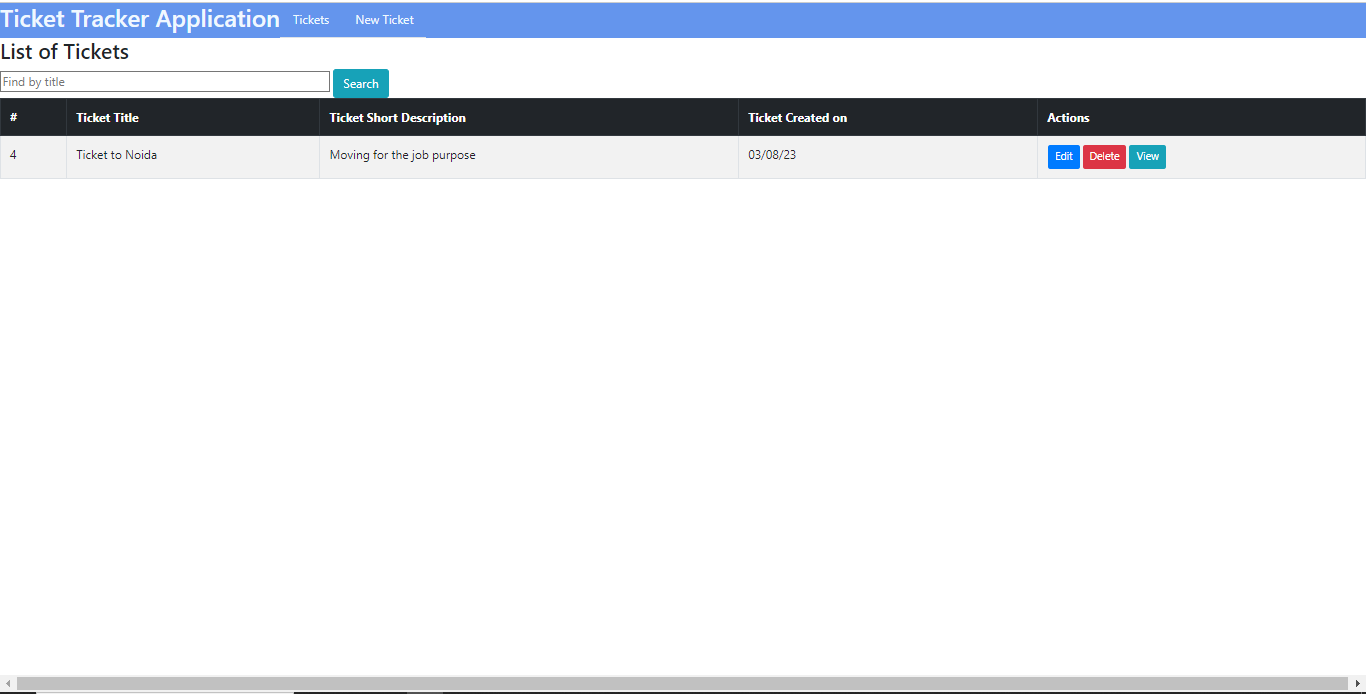 Ticket Tracker Application Tickets New Ticket
List of Tickets
Find by title Search
# Ticket Title Ticket Short Description Ticket Created on Actions
4 Ticket to Noida Moving for the job purpose 03/08/23 Edit Delete View